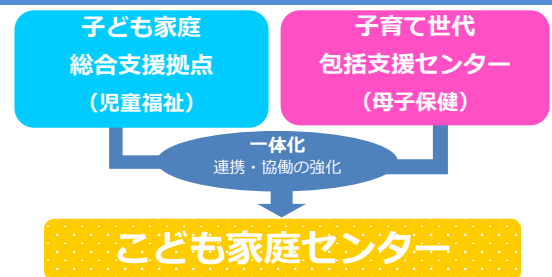 子ども家庭
総合支援拠点
（児童福祉）
子育て世代
包括支援センター
（母子保健）
一体化
連携・協働の強化
こども家庭センター